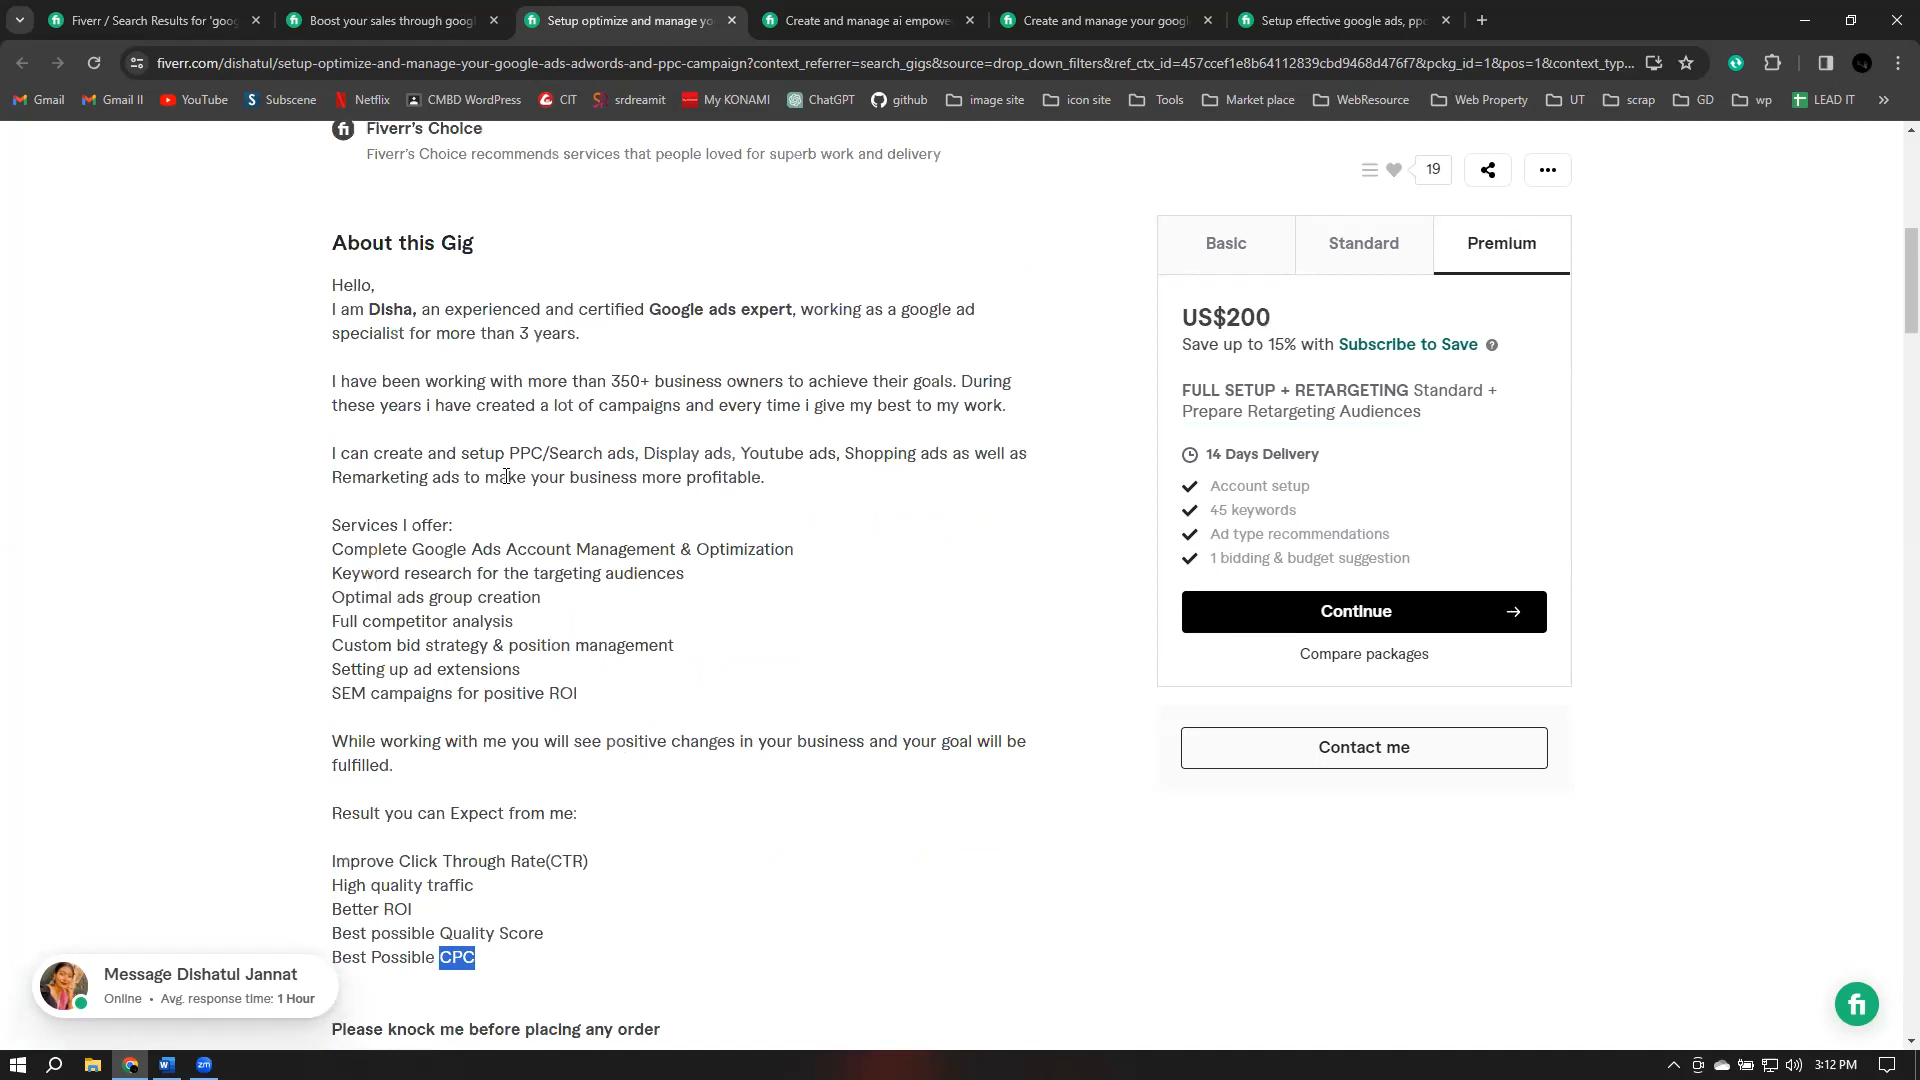 Fiverr / Search Results for 'goog
Boost your sales through googl
Setup optimize and manage yo
Create and manage ai empowe
Create and manage your googl
Setup effective google ads, ppc
fiverr.com/dishatul/setup-optimize-and-manage-your-google-ads-adwords-and-ppc-campaign?context_referrer=search_gigs&source=drop_down_filters&ref_ctx_id=457ccef1e8b64112839cbd9468d476f7&pckg_id=1&pos=1&context_typ...
Gmail
Gmail II
YouTube
Subscene
Netflix
CMBD WordPress
CIT
srdreamit
My KONAMI
ChatGPT
github
image site
icon site
Tools
Market place
WebResource
Web Property
UT
scrap
GD
wp
LEAD IT
Fiverr's Choice
Fiverr's Choice recommends services that people loved for superb work and delivery
19
About this Gig
Hello,
I am Disha, an experienced and certified Google ads expert, working as a google ad
specialist for more than 3 years.
I have been working with more than 350+ business owners to achieve their goals. During
these years i have created a lot of campaigns and every time i give my best to my work.
I can create and setup PPC/Search ads, Display ads, Youtube ads, Shopping ads as well as
Remarketing ads to make your business more profitable.
Services I offer:
Complete Google Ads Account Management & Optimization
Keyword research for the targeting audiences
Optimal ads group creation
Full competitor analysis
Custom bid strategy & position management
Setting up ad extensions
SEM campaigns for positive ROI
While working with me you will see positive changes in your business and your goal will be
fulfilled.
Result you can Expect from me:
Improve Click Through Rate(CTR)
High quality traffic
Better ROI
Best possible Quality Score
Best Possible CPC
Please knock me before placing any order
Basic
Standard
Premium
US$200
Save up to 15% with Subscribe to Save
FULL SETUP + RETARGETING Standard +
Prepare Retargeting Audiences
14 Days Delivery
Account setup
45 keywords
Ad type recommendations
1 bidding & budget suggestion
Continue
Compare packages
Contact me
Message Dishatul Jannat
Online • Avg. response time: 1 Hour
fi
3:12 PM